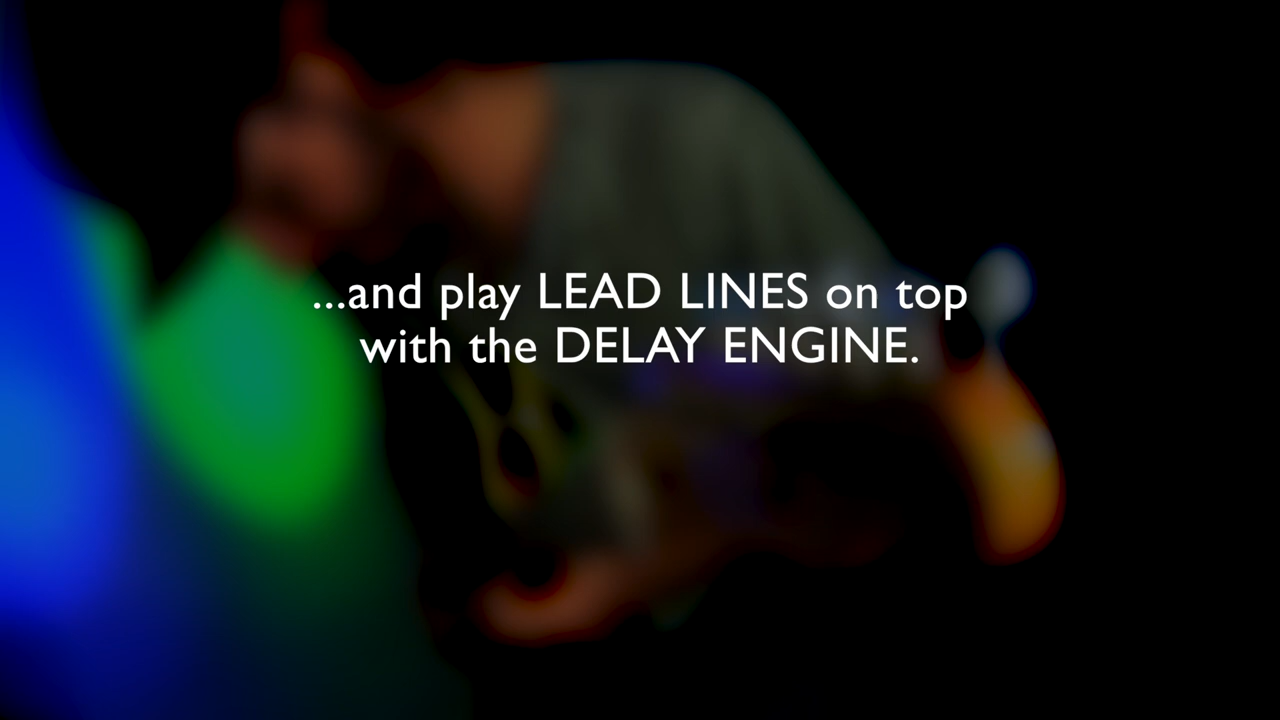 ...and play LEAD LINES on top
with the DELAY ENGINE.